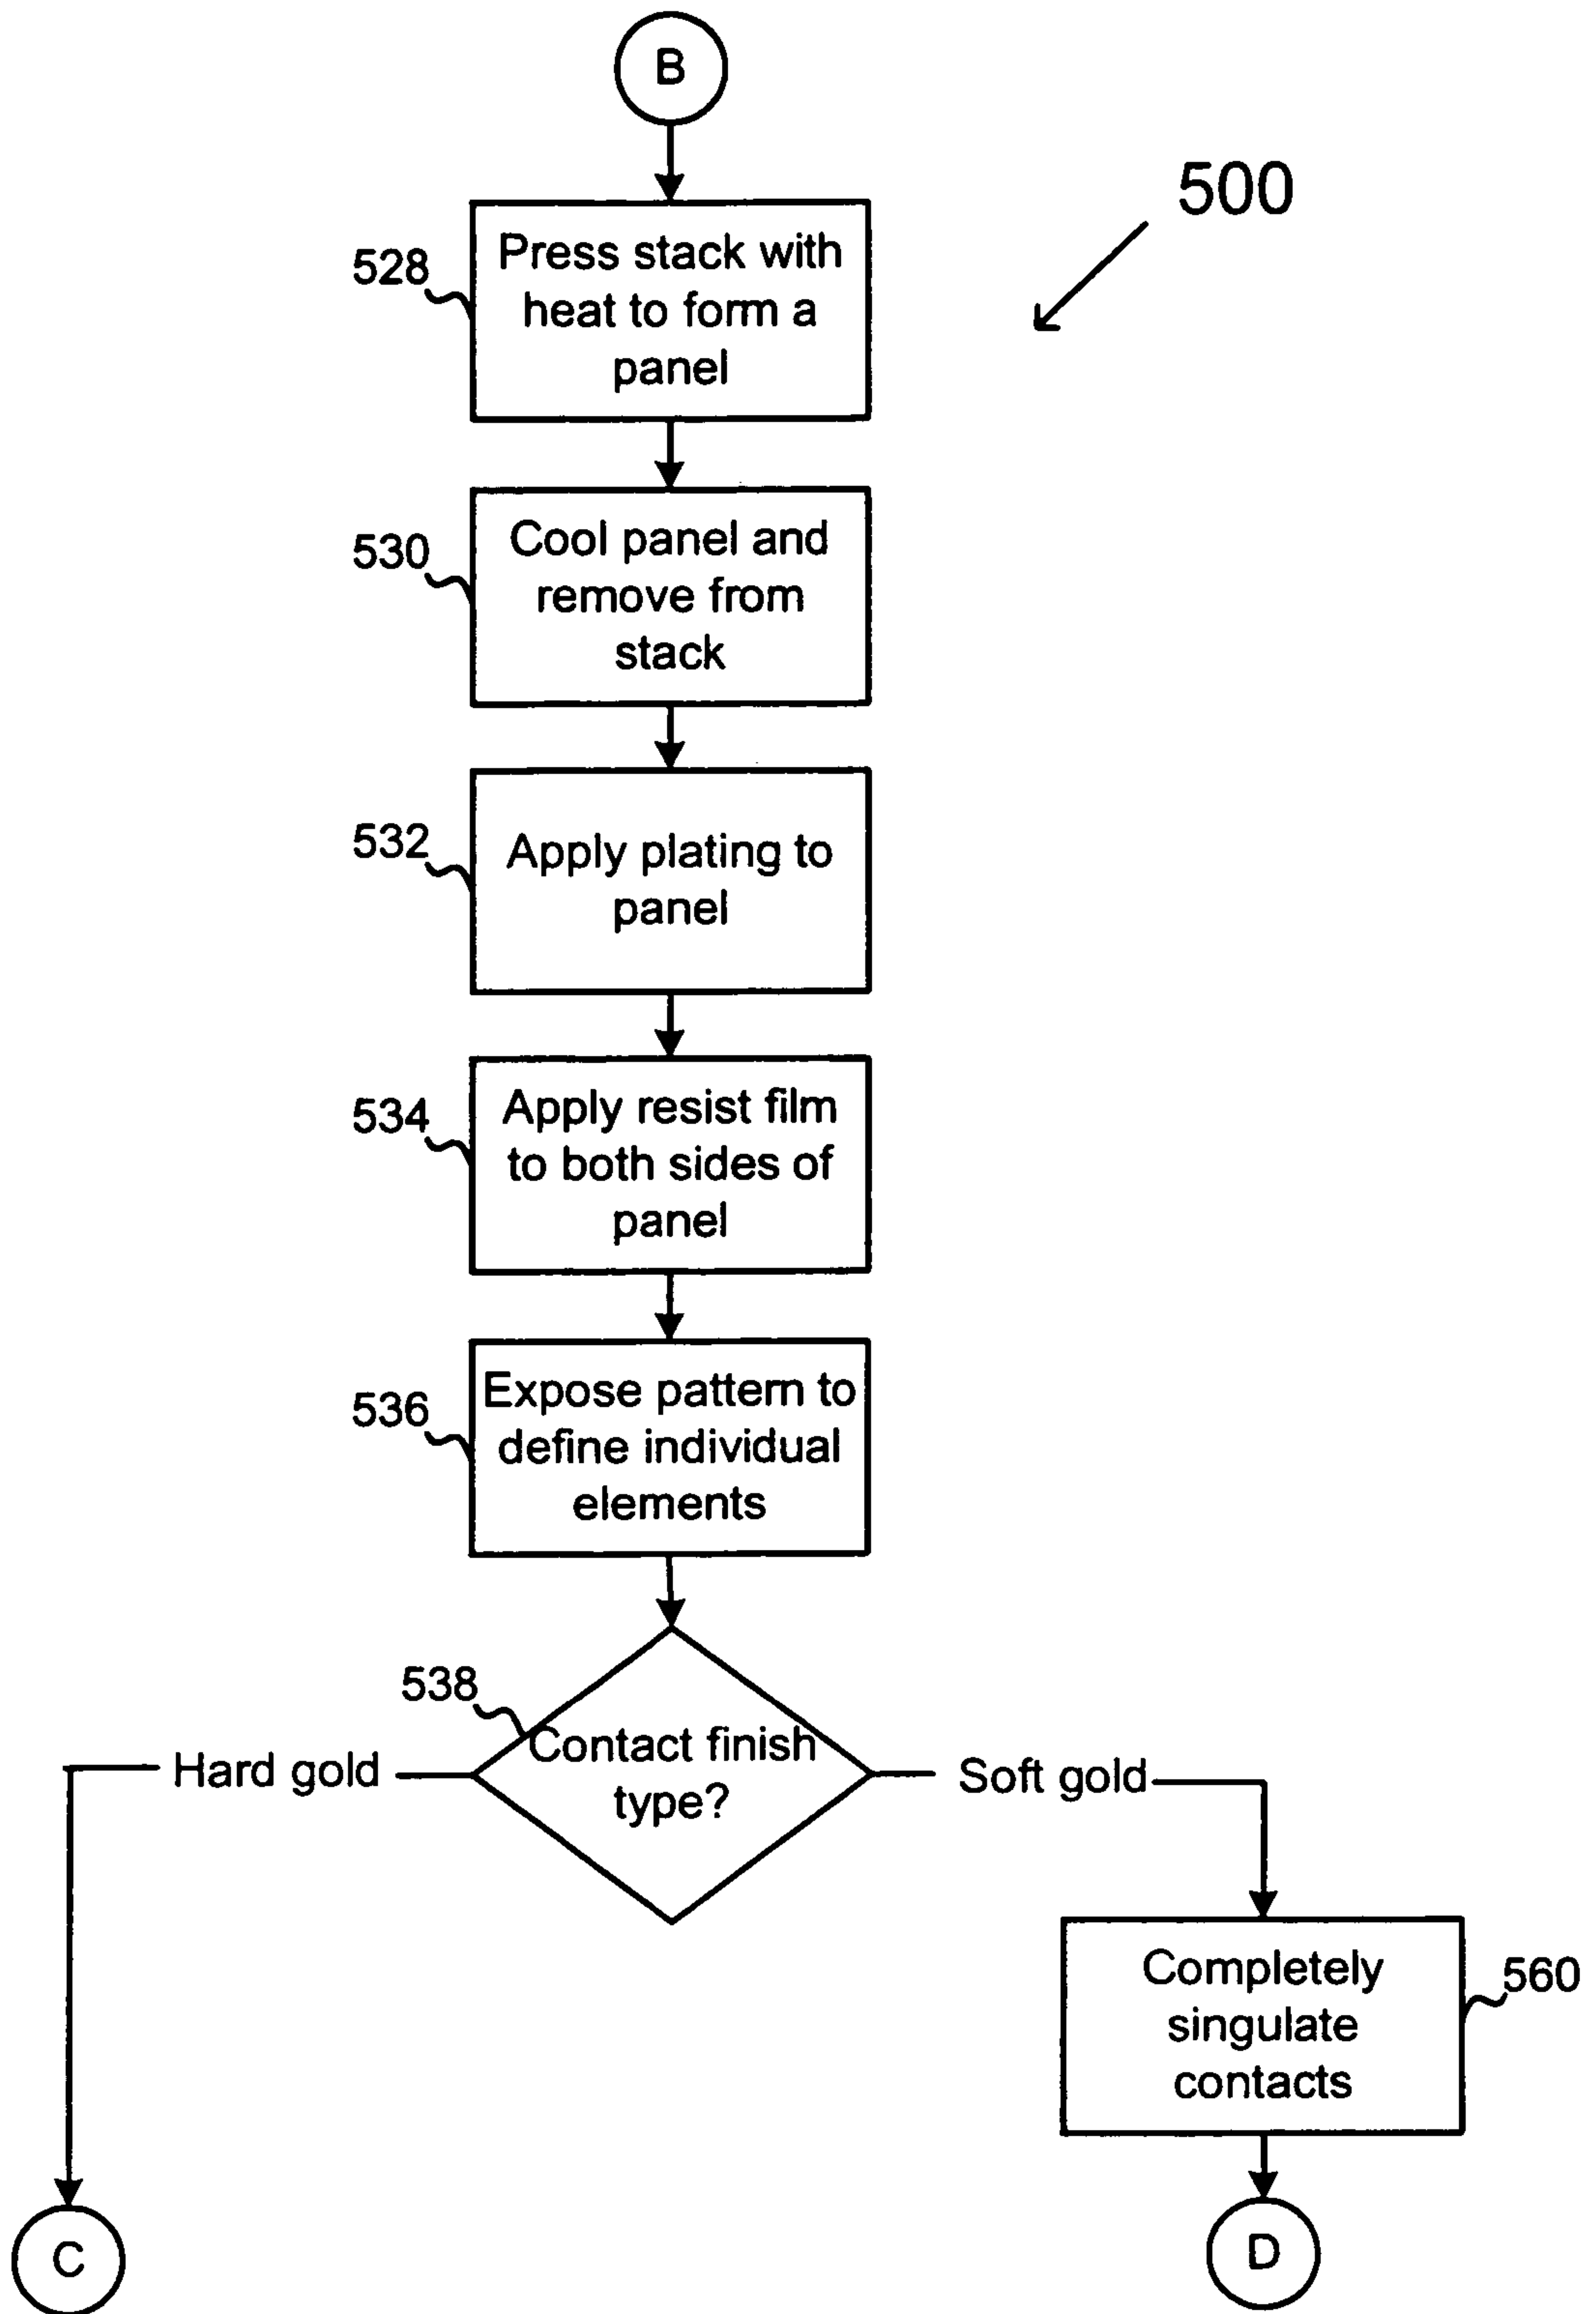 B
500
528
Press stack with
heat to form a
panel
530
Cool panel and
remove from
stack
532
Apply plating to
panel
534
Apply resist film
to both sides of
panel
536
Expose pattern to
define individual
elements
538
Contact finish
type?
Hard gold
Soft gold
Completely
singulate
contacts
560
C
D